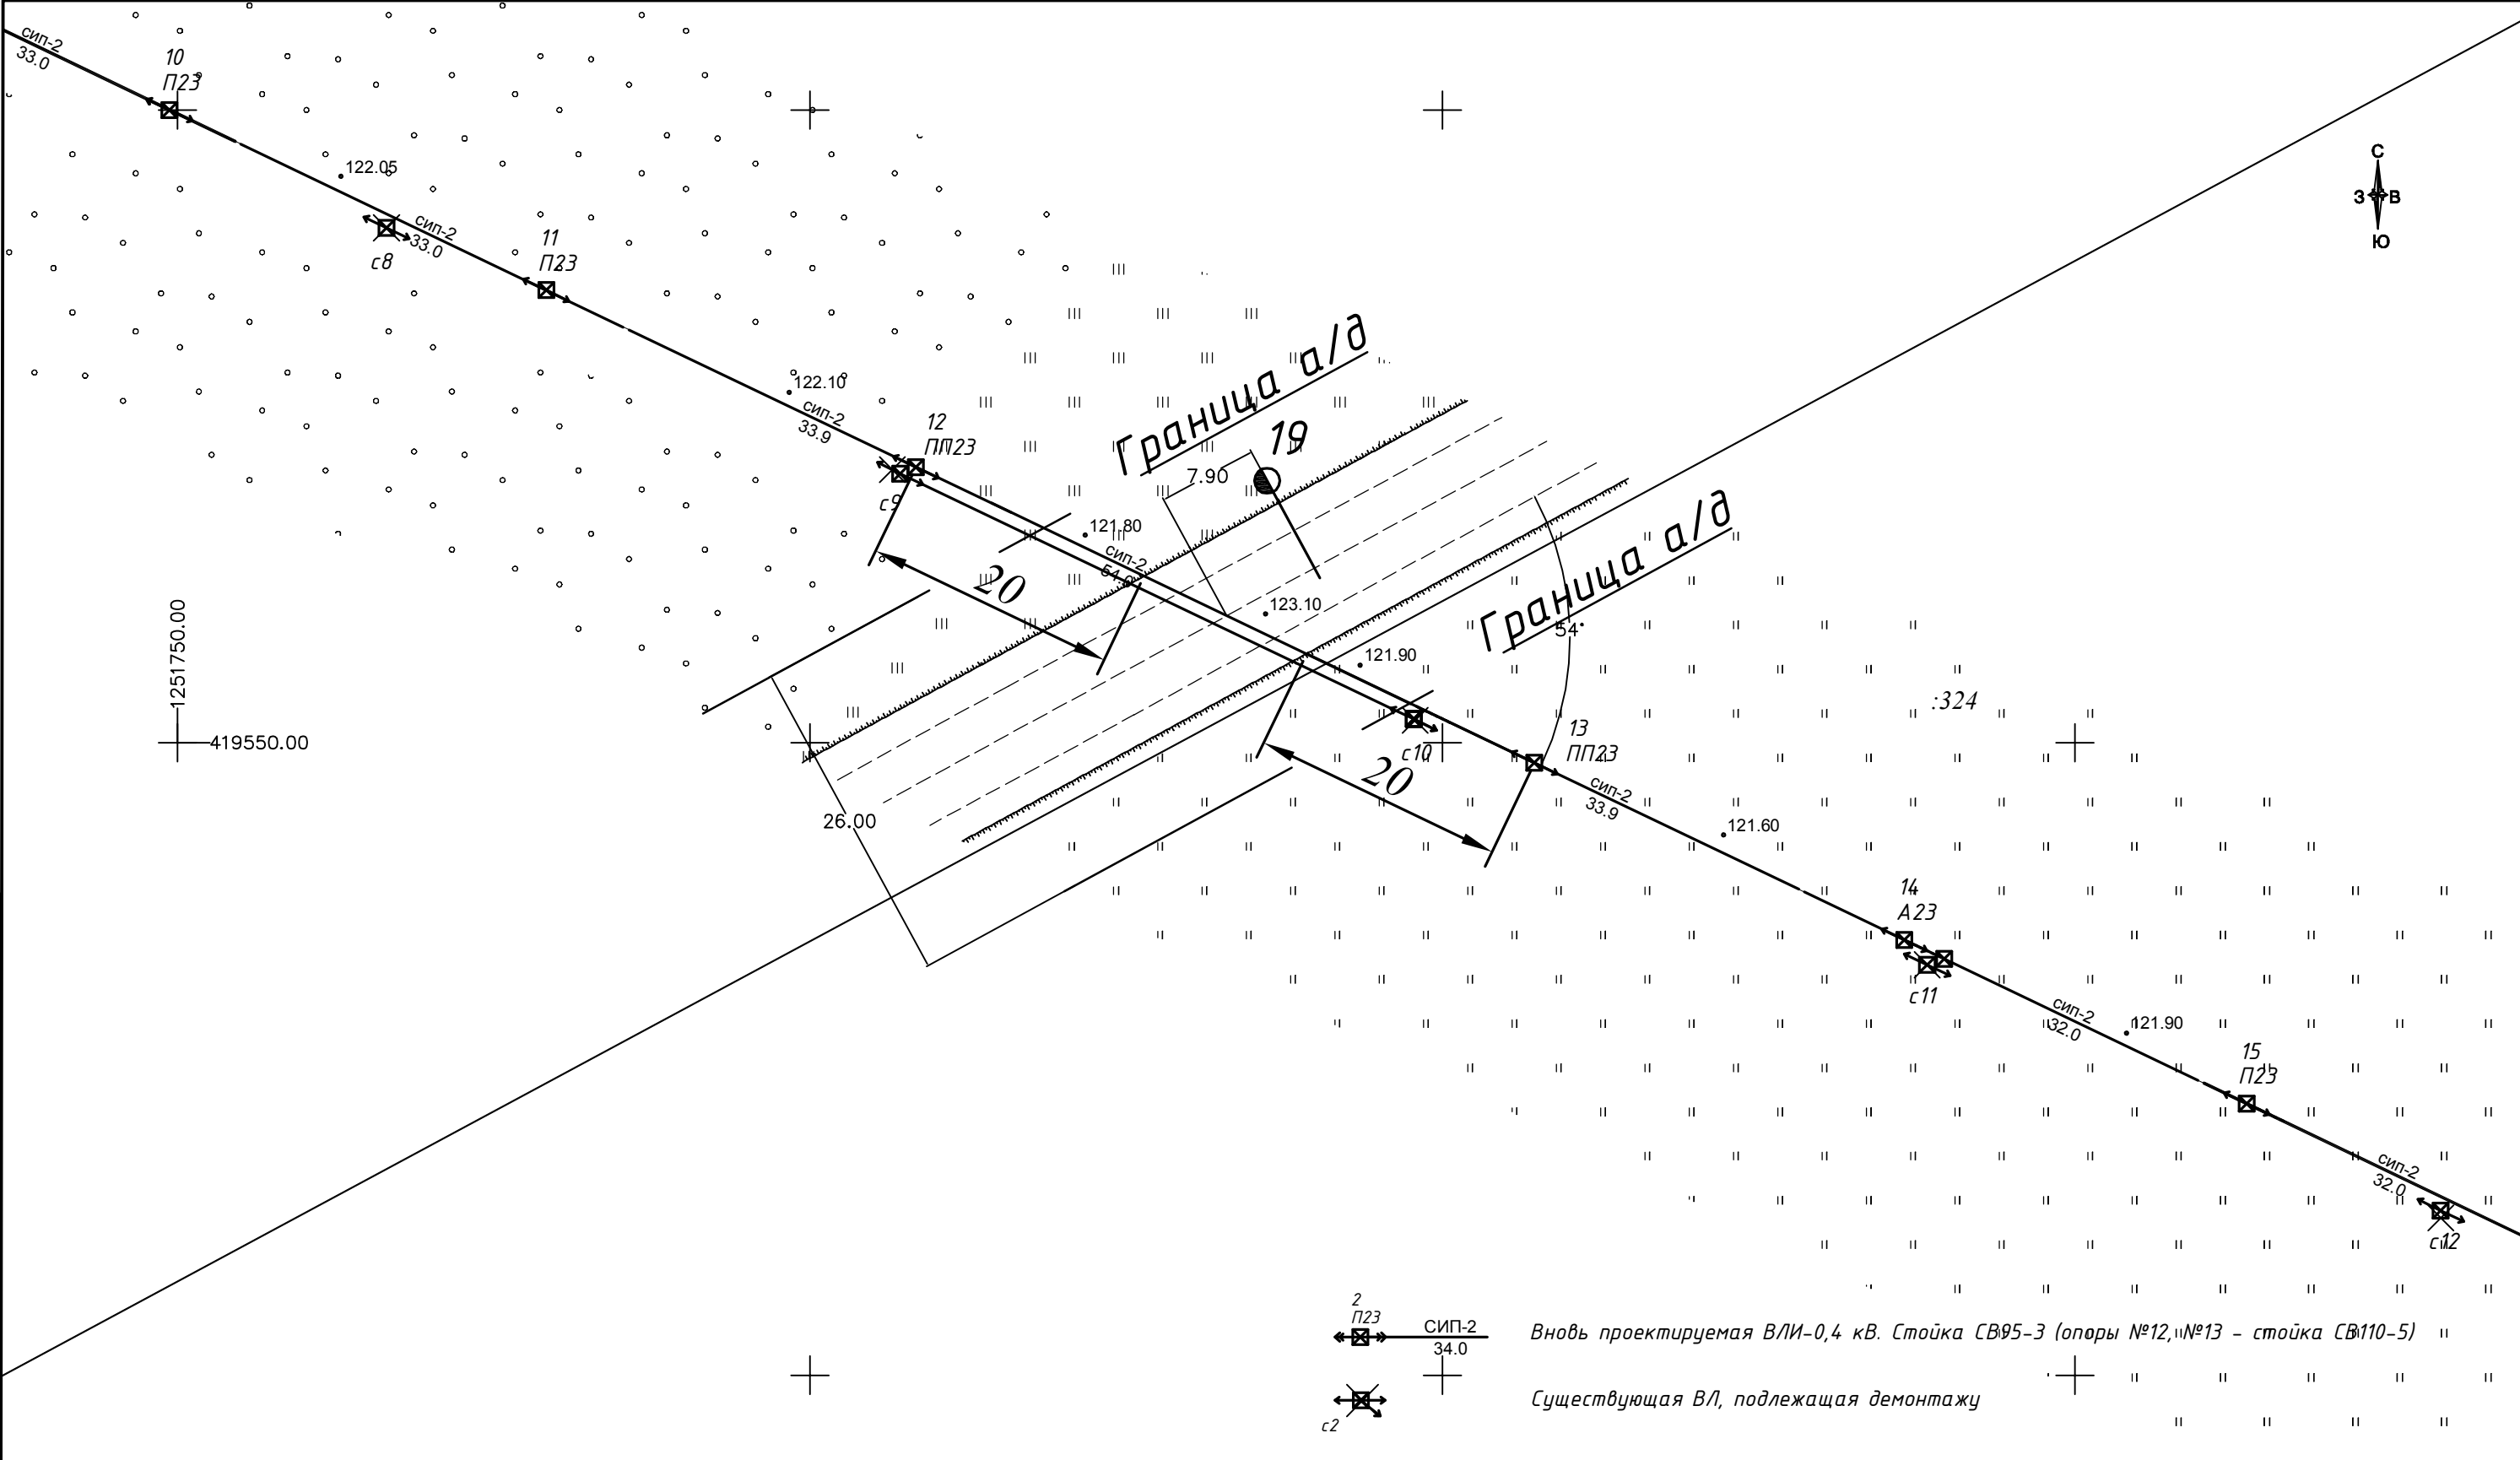 сип-2
33.0
10
П23
С
З В
Ю
122.05
сип-2
33.0
с8
11
П23
122.10
сип-2
33.9
12
ПП23
с9
Граница а/д
19
7.90
121.80
сип-2
54.0
20
123.10
Граница а/д
54°
121.90
:324
1251750.00
419550.00
с10
13
ПП23
20
сип-2
33.9
26.00
121.60
14
А23
с11
сип-2
32.0
121.90
15
П23
сип-2
32.0
с12
2
П23
СИП-2
34.0
Вновь проектируемая ВЛИ-0,4 кВ. Стойка СВ95-3 (опоры №12, №13 - стойка СВ110-5)
с2
Существующая ВЛ, подлежащая демонтажу